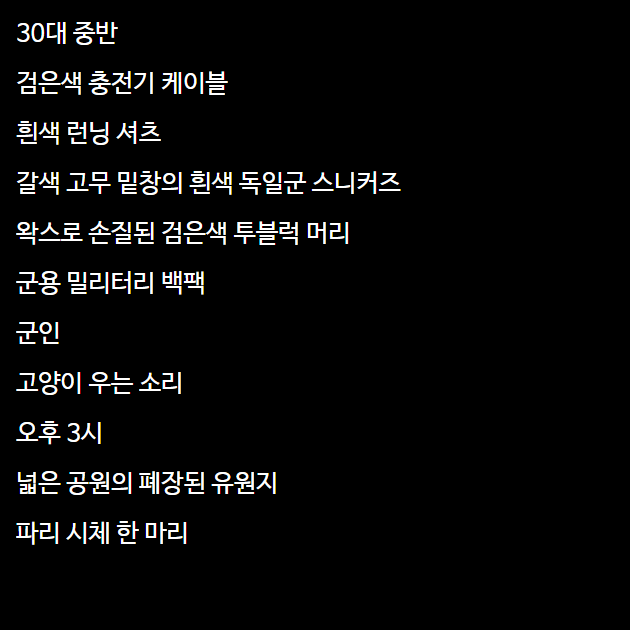 30대 중반
검은색 충전기 케이블
흰색 런닝 셔츠
갈색 고무 밑창의 흰색 독일군 스니커즈
왁스로 손질된 검은색 투블럭 머리
군용 밀리터리 백팩
군인
고양이 우는 소리
오후 3시
넓은 공원의 폐장된 유원지
파리 시체 한 마리